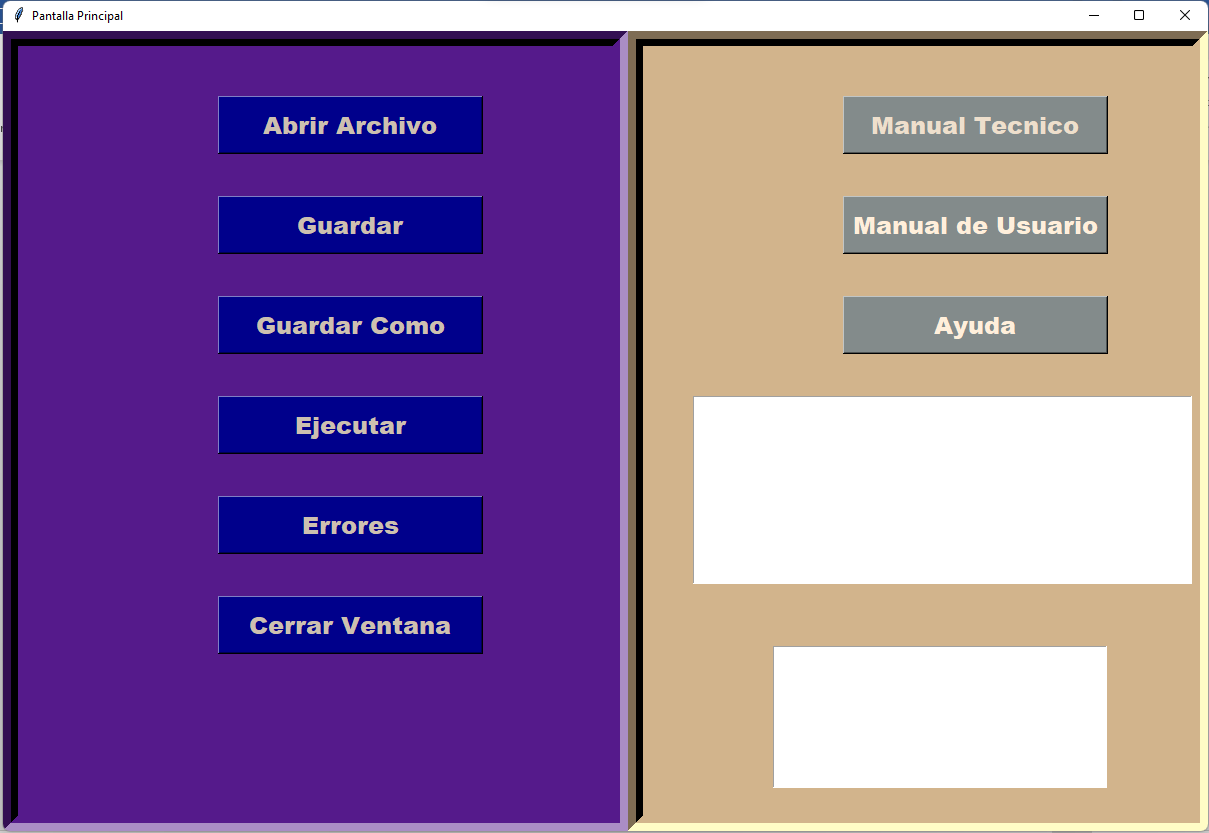 Pantalla Principal
Abrir Archivo
Guardar
Guardar Como
Ejecutar
Errores
Cerrar Ventana
Manual Tecnico
Manual de Usuario
Ayuda